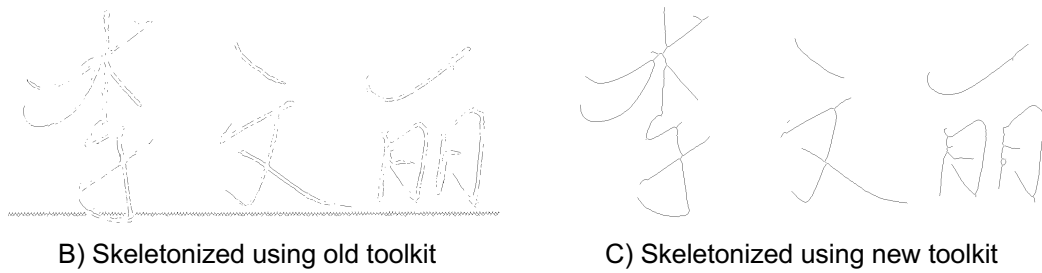 李文丽 李文丽
B) Skeletonized using old toolkit C) Skeletonized using new toolkit